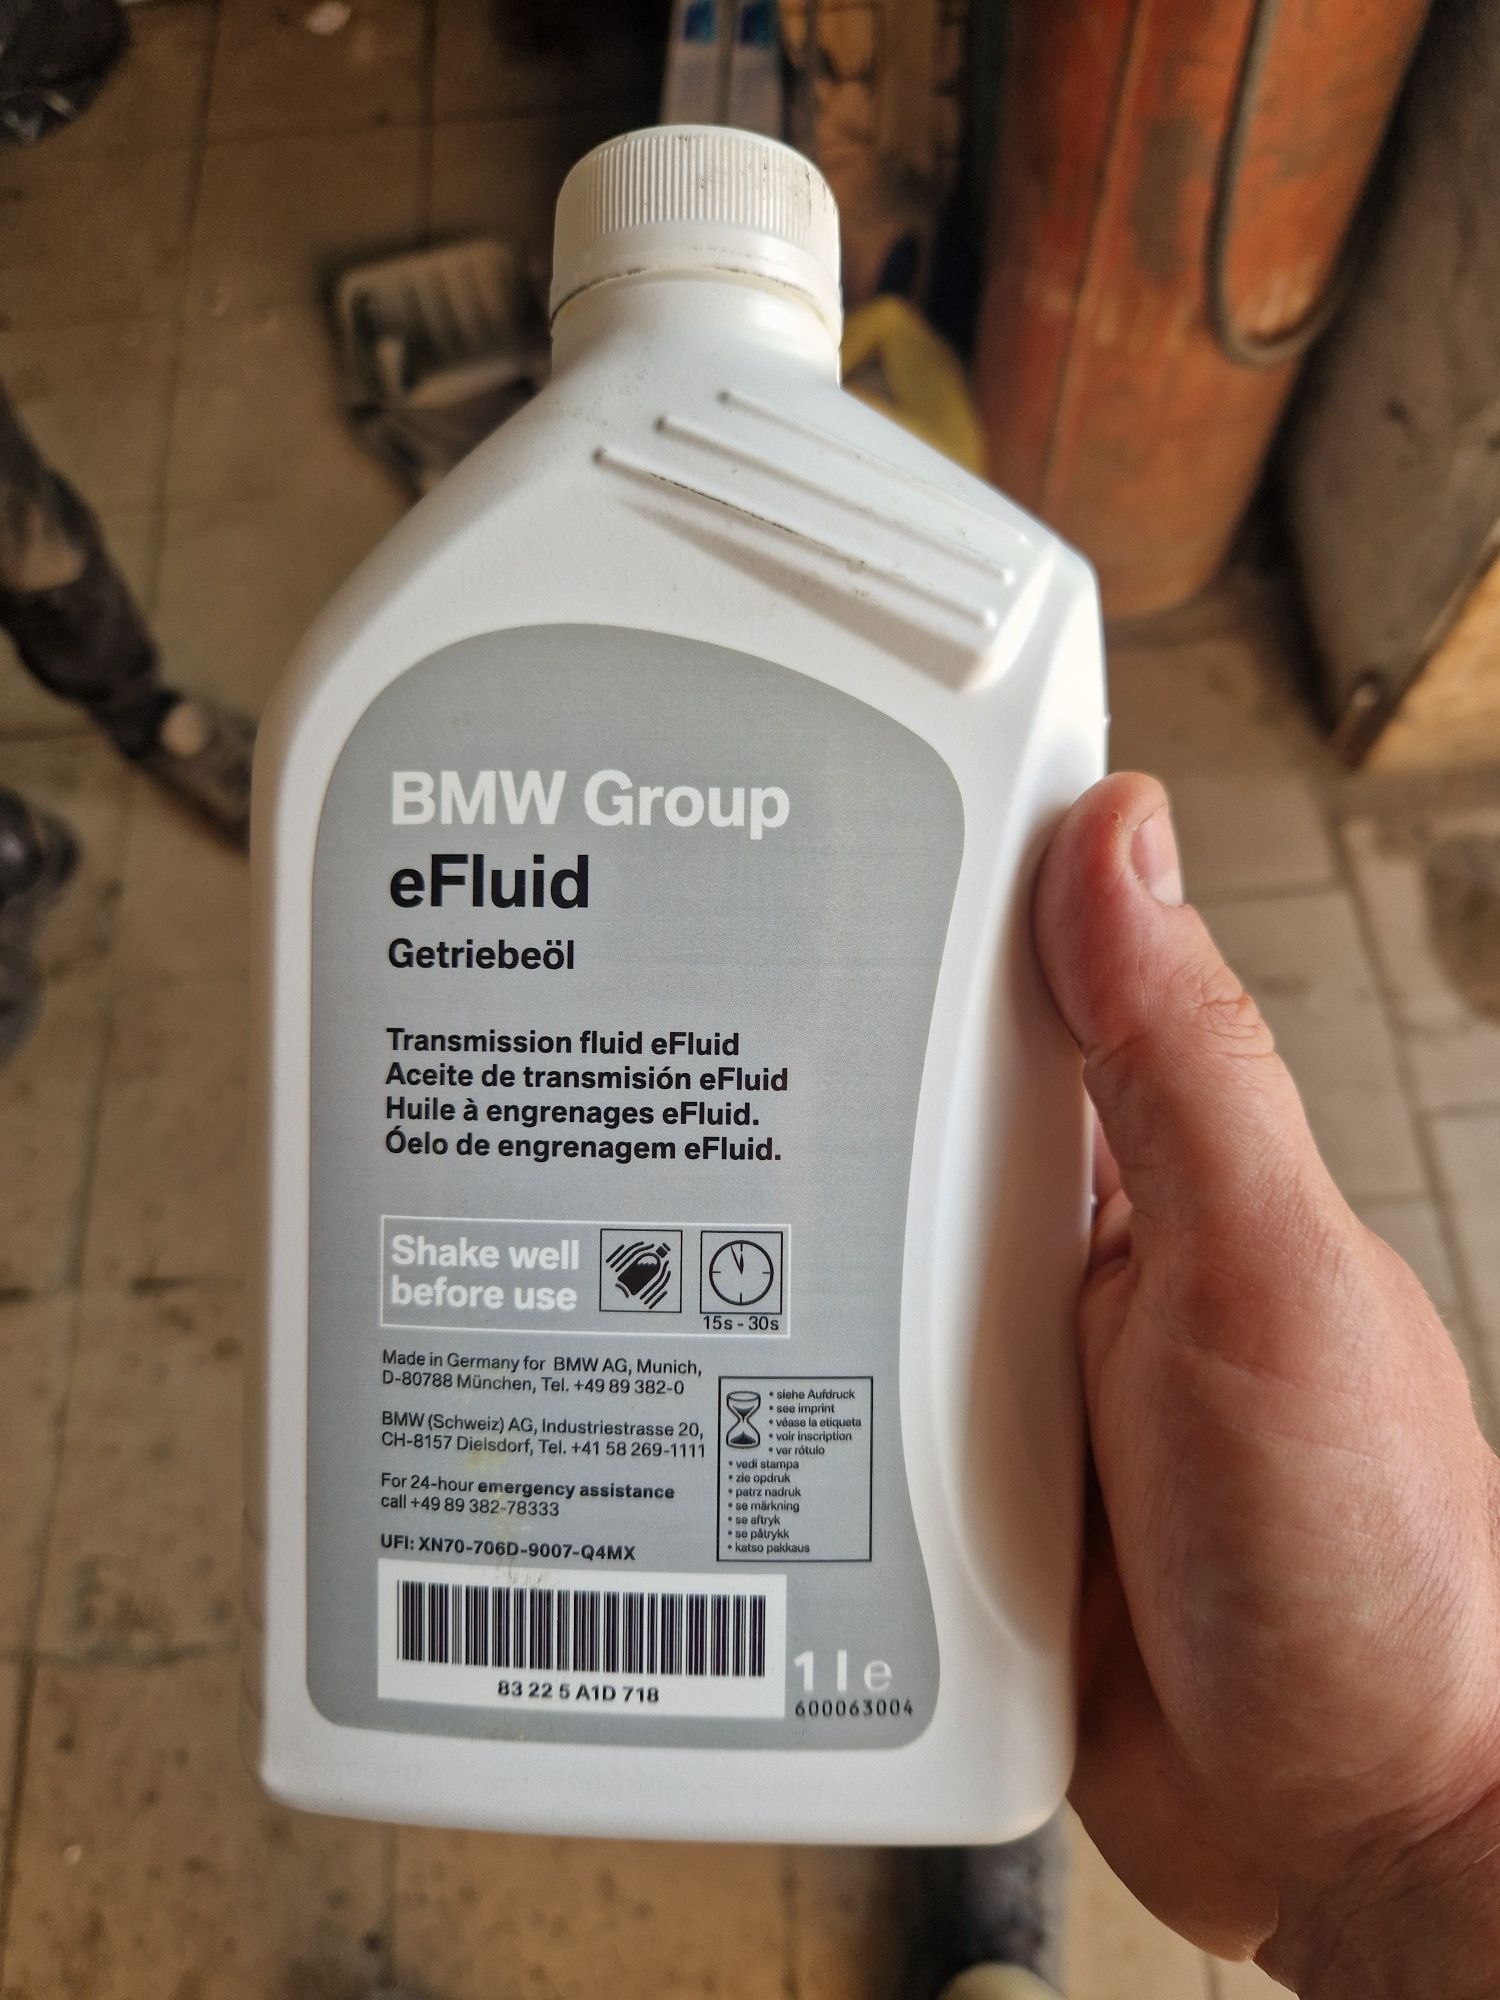 BMW Group
eFluid
Getriebeöl
Transmission fluid eFluid
Aceite de transmisión eFluid
Huile à engrenages eFluid.
Óelo de engrenagem eFluid.
Shake well
before use
15s - 30s
Made in Germany for BMW AG, Munich,
D-80788 München, Tel. +49 89 382-0
BMW (Schweiz) AG, Industriestrasse 20,
CH-8157 Dielsdorf, Tel. +41 58 269-1111
For 24-hour emergency assistance
call +49 89 382-78333
UFI: XN70-706D-9007-Q4MX
• siehe Aufdruck
• see imprint
• véase la etiqueta
• voir inscription
• ver rótulo
• vedi stampa
• zie opdruk
• patrz nadruk
• se märkning
• se aftryk
• se påtrykk
• katso pakkaus
83 22 5 A1D 718
1 l e
600063004